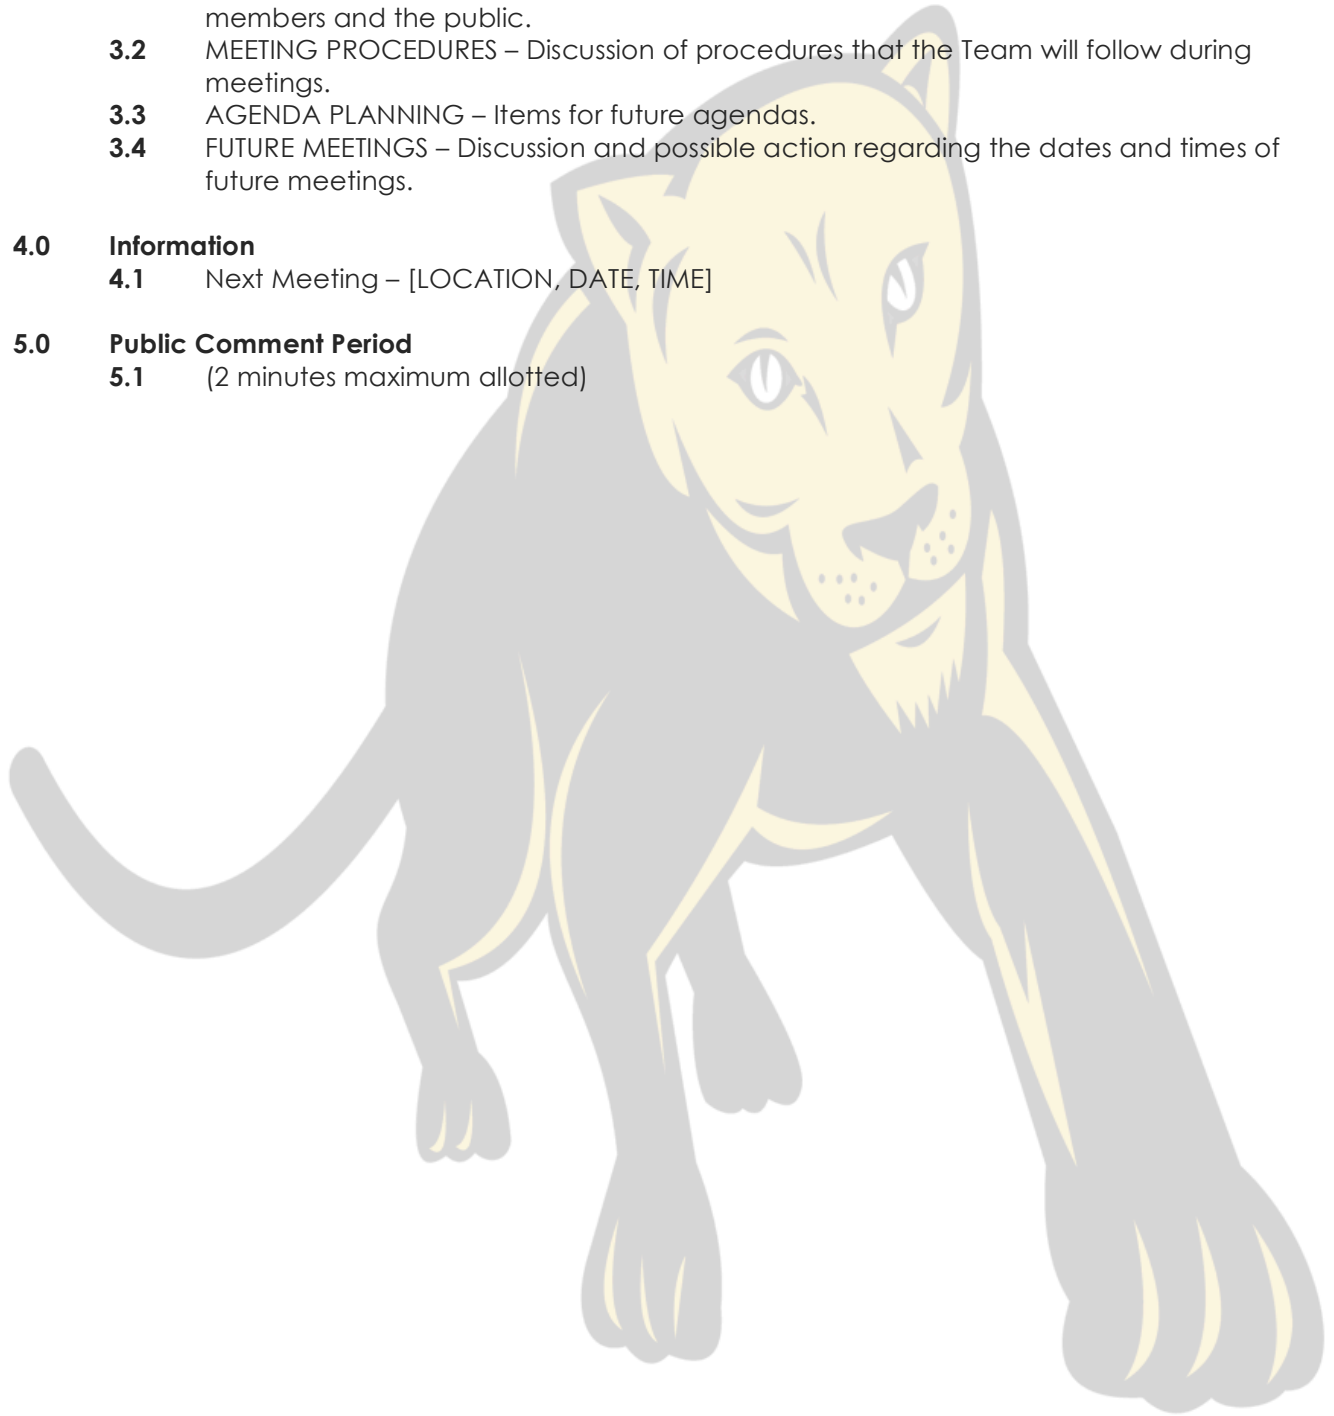 members and the public.
3.2 MEETING PROCEDURES – Discussion of procedures that the Team will follow during
meetings.
3.3 AGENDA PLANNING – Items for future agendas.
3.4 FUTURE MEETINGS – Discussion and possible action regarding the dates and times of
future meetings.
4.0 Information
4.1 Next Meeting – [LOCATION, DATE, TIME]
5.0 Public Comment Period
5.1 (2 minutes maximum allotted)